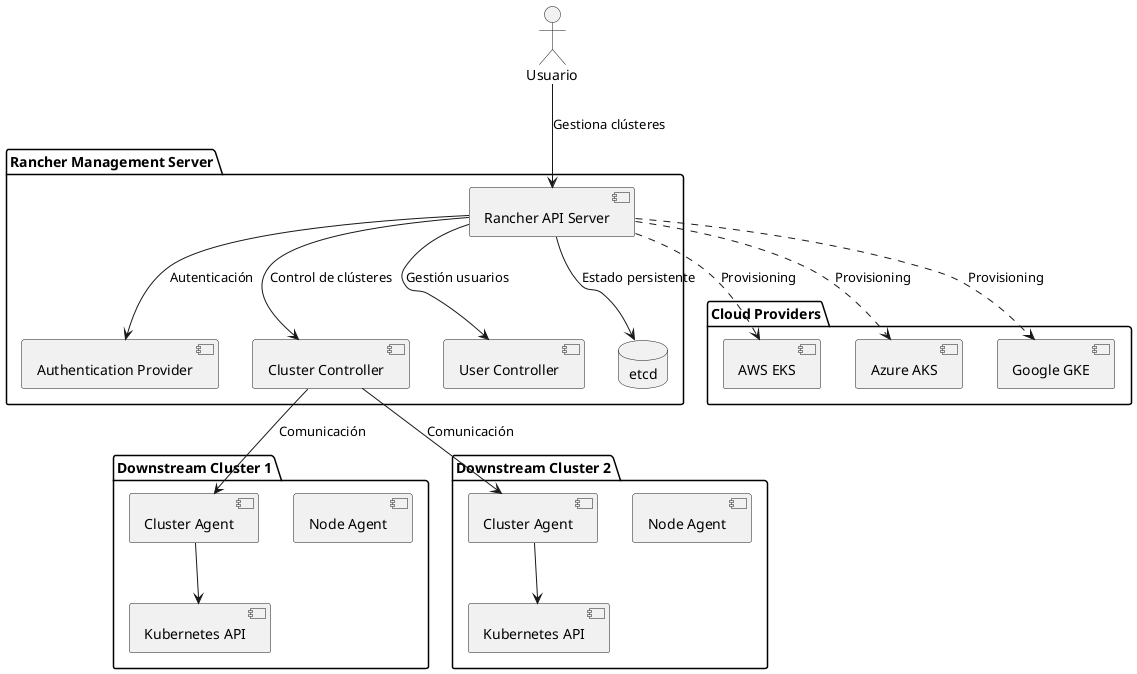 Usuario
Gestiona clústeres
Rancher Management Server
Rancher API Server
Autenticación
Control de clústeres
Gestión usuarios
Estado persistente
Provisioning
Provisioning
Provisioning
Cloud Providers
Authentication Provider
Cluster Controller
User Controller
etcd
AWS EKS
Azure AKS
Google GKE
Comunicación
Comunicación
Downstream Cluster 1
Cluster Agent
Node Agent
Kubernetes API
Downstream Cluster 2
Cluster Agent
Node Agent
Kubernetes API